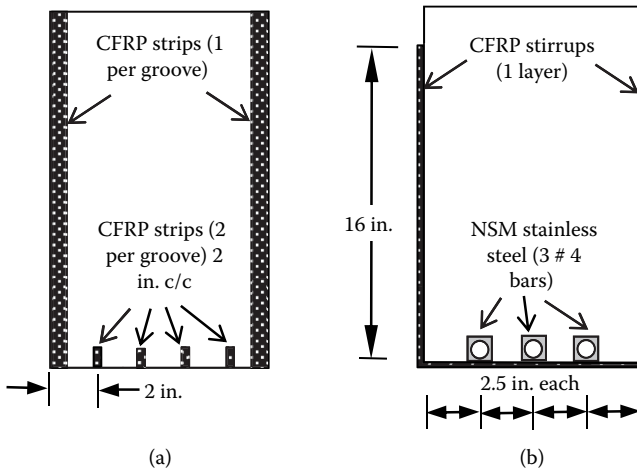 CFRP strips (1
per groove)
CFRP strips (2
per groove) 2
in. c/c
2 in.
(a)
CFRP stirrups
(1 layer)
16 in.
NSM stainless
steel (3 # 4
bars)
2.5 in. each
(b)